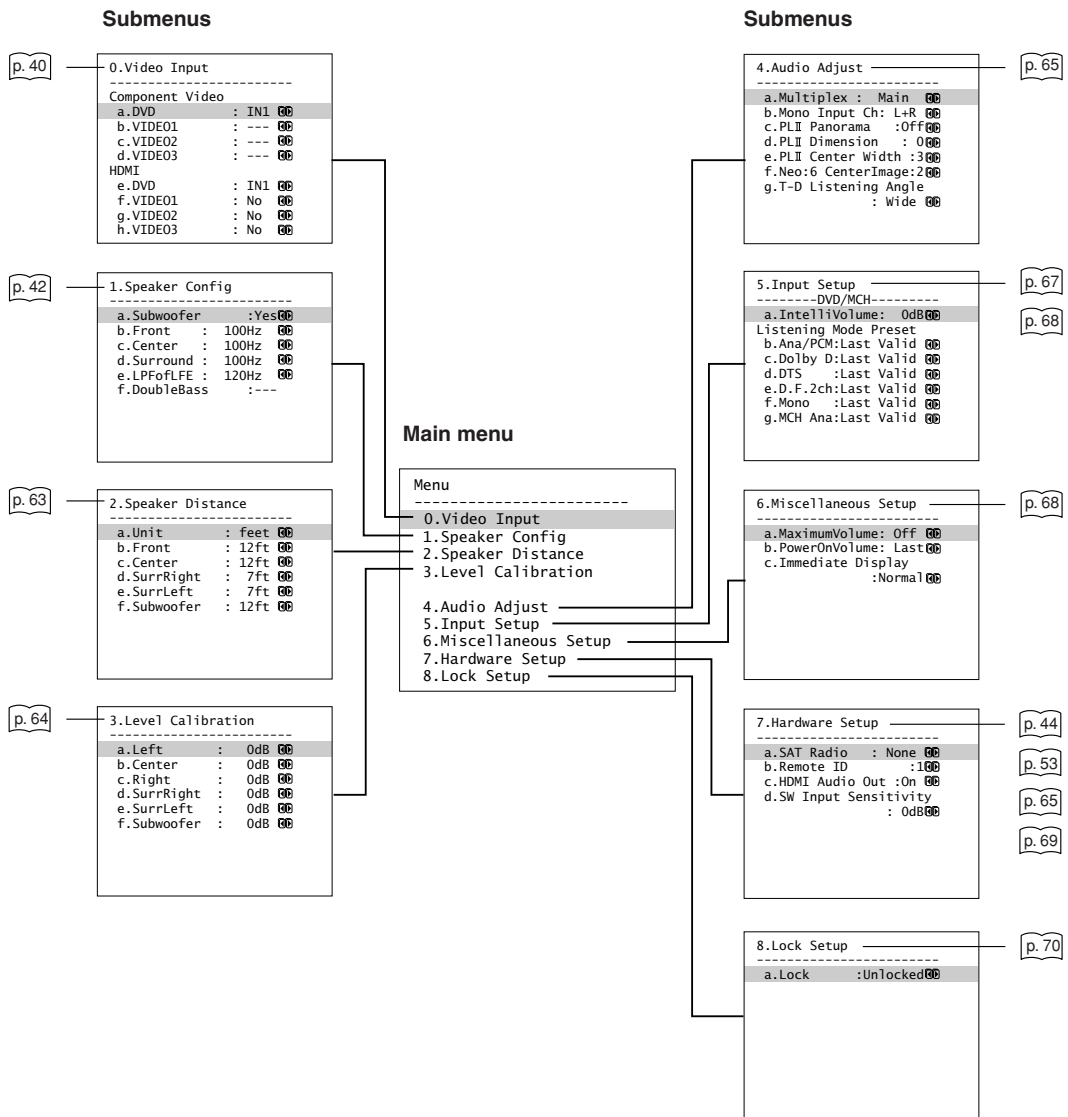 Submenus
p. 40
0.Video Input
-------------------------
Component Video
a.DVD : IN1
b.VIDEO1 : ---
c.VIDEO2 : ---
d.VIDEO3 : ---
HDMI
e.DVD : IN1
f.VIDEO1 : No
g.VIDEO2 : No
h.VIDEO3 : No
p. 42
1.Speaker Config
-------------------------
a.Subwoofer :Yes
b.Front : 100Hz
c.Center : 100Hz
d.Surround : 100Hz
e.LPFofLFE : 120Hz
f.DoubleBass :---
p. 63
2.Speaker Distance
-------------------------
a.Unit : feet
b.Front : 12ft
c.Center : 12ft
d.SurrRight : 7ft
e.SurrLeft : 7ft
f.Subwoofer : 12ft
p. 64
3.Level Calibration
-------------------------
a.Left : 0dB
b.Center : 0dB
c.Right : 0dB
d.SurrRight : 0dB
e.SurrLeft : 0dB
f.Subwoofer : 0dB
Main menu
Menu
-------------------------
0.Video Input
1.Speaker Config
2.Speaker Distance
3.Level Calibration
4.Audio Adjust
5.Input Setup
6.Miscellaneous Setup
7.Hardware Setup
8.Lock Setup
Submenus
4.Audio Adjust
p. 65
-------------------------
a.Multiplex : Main
b.Mono Input Ch: L+R
c.PLⅡ Panorama :Off
d.PLⅡ Dimension : 0
e.PLⅡ Center Width :3
f.Neo:6 CenterImage:2
g.T-D Listening Angle
: Wide
5.Input Setup
p. 67
p. 68
--------DVD/MCH---------
a.IntelliVolume: 0dB
Listening Mode Preset
b.Ana/PCM:Last Valid
c.Dolby D:Last Valid
d.DTS :Last Valid
e.D.F.2ch:Last Valid
f.Mono :Last Valid
g.MCH Ana:Last Valid
6.Miscellaneous Setup
p. 68
-------------------------
a.MaximumVolume: Off
b.PowerOnVolume: Last
c.Immediate Display
:Normal
7.Hardware Setup
p. 44
p. 53
p. 65
p. 69
-------------------------
a.SAT Radio : None
b.Remote ID :1
c.HDMI Audio Out :On
d.SW Input Sensitivity
: 0dB
8.Lock Setup
p. 70
-------------------------
a.Lock :Unlocked